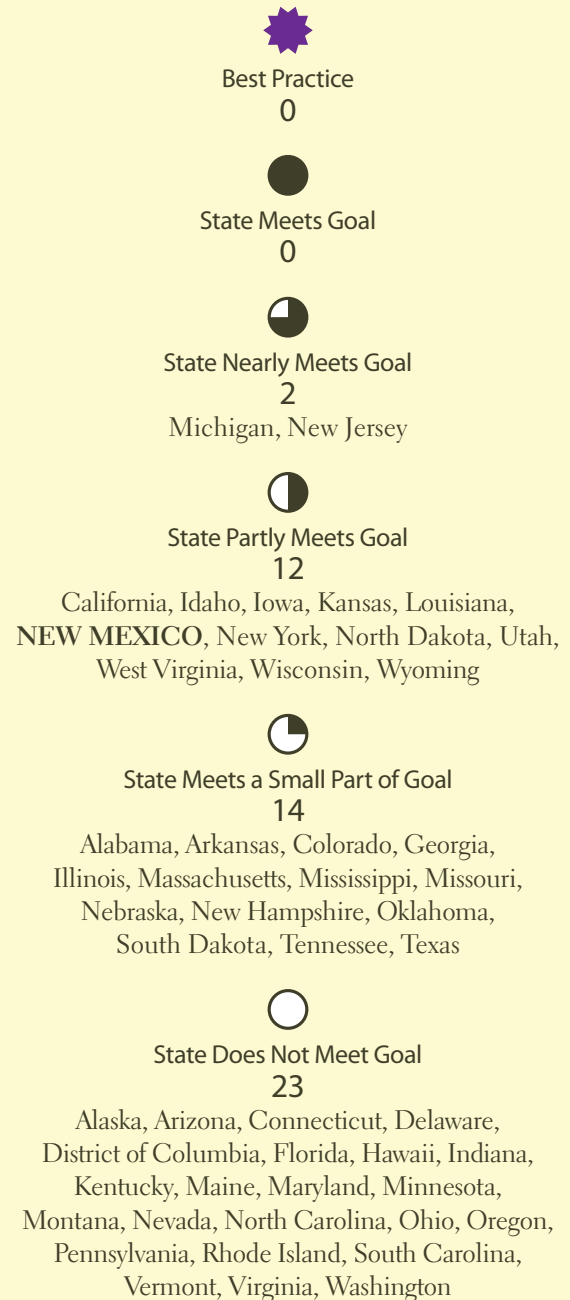 Best Practice
0
State Meets Goal
0
State Nearly Meets Goal
2
Michigan, New Jersey
State Partly Meets Goal
12
California, Idaho, Iowa, Kansas, Louisiana,
NEW MEXICO, New York, North Dakota, Utah,
West Virginia, Wisconsin, Wyoming
State Meets a Small Part of Goal
14
Alabama, Arkansas, Colorado, Georgia,
Illinois, Massachusetts, Mississippi, Missouri,
Nebraska, New Hampshire, Oklahoma,
South Dakota, Tennessee, Texas
State Does Not Meet Goal
23
Alaska, Arizona, Connecticut, Delaware,
District of Columbia, Florida, Hawaii, Indiana,
Kentucky, Maine, Maryland, Minnesota,
Montana, Nevada, North Carolina, Ohio, Oregon,
Pennsylvania, Rhode Island, South Carolina,
Vermont, Virginia, Washington